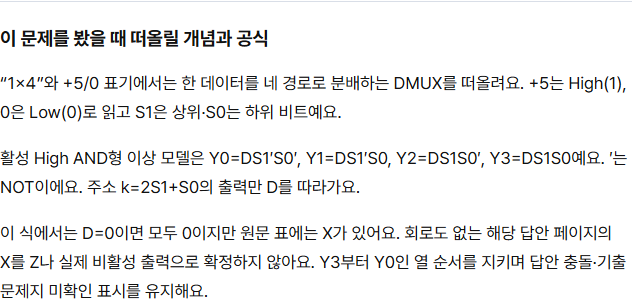 이 문제를 봤을 때 떠올릴 개념과 공식
“1×4”와 +5/0 표기에서는 한 데이터를 네 경로로 분배하는 DMUX를 떠올려요. +5는 High(1),
0은 Low(0)로 읽고 S1은 상위·S0는 하위 비트예요.
활성 High AND형 이상 모델은 Y0=DS1′S0′, Y1=DS1′S0, Y2=DS1S0′, Y3=DS1S0예요. ′는
NOT이에요. 주소 k=2S1+S0의 출력만 D를 따라가요.
이 식에서는 D=0이면 모두 0이지만 원문 표에는 X가 있어요. 회로도 없는 해당 답안 페이지의
X를 Z나 실제 비활성 출력으로 확정하지 않아요. Y3부터 Y0인 열 순서를 지키며 답안 충돌·기출
문제지 미확인 표시를 유지해요.